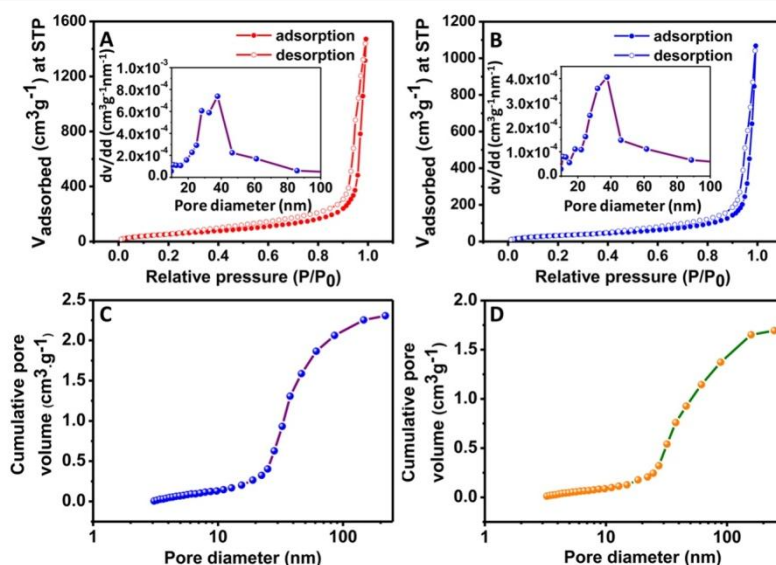 A
adsorption
desorption
1600
1200
800
400
0
V adsorbed (cm³g⁻¹) at STP
0.0 0.2 0.4 0.6 0.8 1.0
Relative pressure (P/P₀)
dv/dd (cm³g⁻¹nm⁻¹)
1.0x10⁻³
8.0x10⁻⁴
6.0x10⁻⁴
4.0x10⁻⁴
2.0x10⁻⁴
0.0
20 40 60 80 100
Pore diameter (nm)
B
adsorption
desorption
1200
1000
800
600
400
200
0
V adsorbed (cm³g⁻¹) at STP
0.0 0.2 0.4 0.6 0.8 1.0
Relative pressure (P/P₀)
dv/dd (cm³g⁻¹nm⁻¹)
4.0x10⁻⁴
3.0x10⁻⁴
2.0x10⁻⁴
1.0x10⁻⁴
0.0
20 40 60 80 100
Pore diameter (nm)
C
2.5
2.0
1.5
1.0
0.5
0.0
Cumulative pore
volume (cm³.g⁻¹)
1 10 100
Pore diameter (nm)
D
2.0
1.5
1.0
0.5
0.0
Cumulative pore
volume (cm³g⁻¹)
1 10 100
Pore diameter (nm)